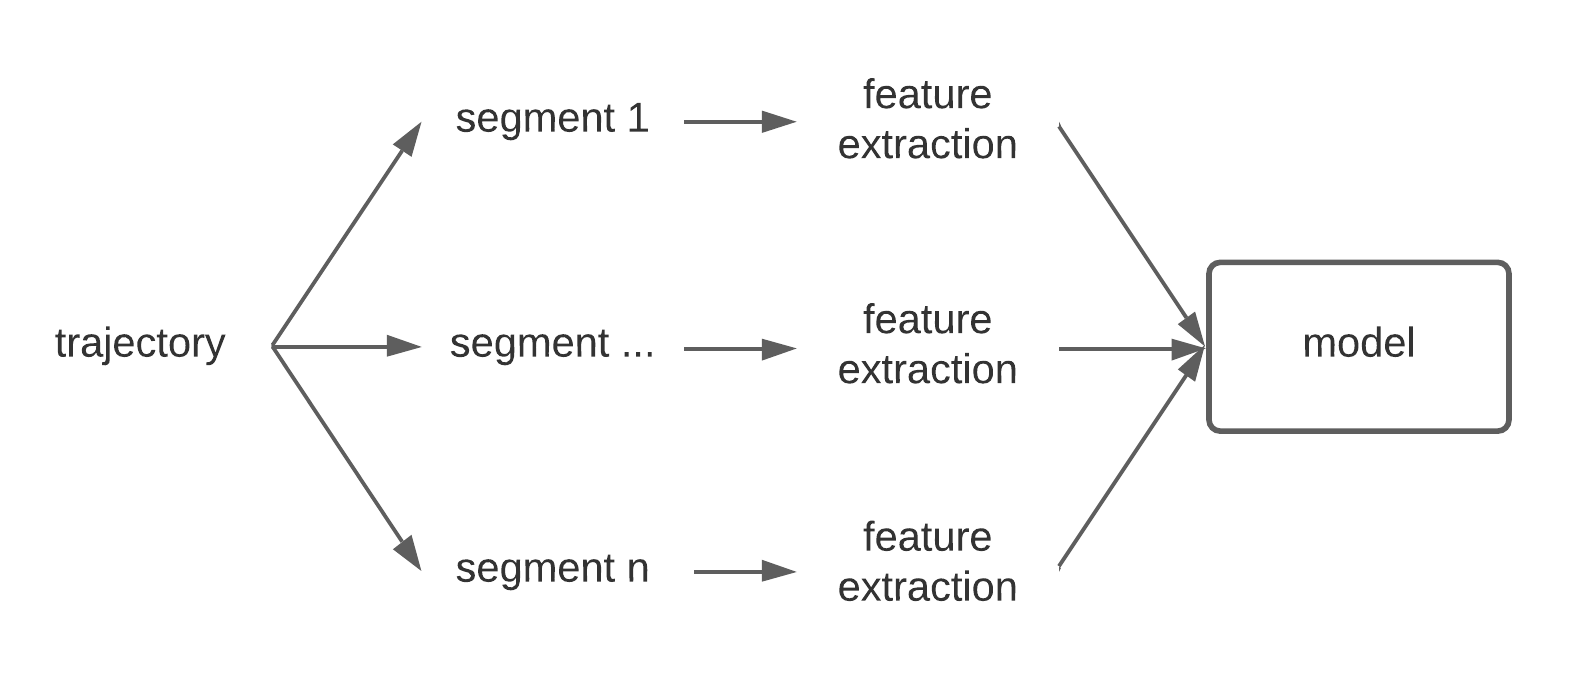 trajectory
segment 1
feature
extraction
segment ...
feature
extraction
segment n
feature
extraction
model